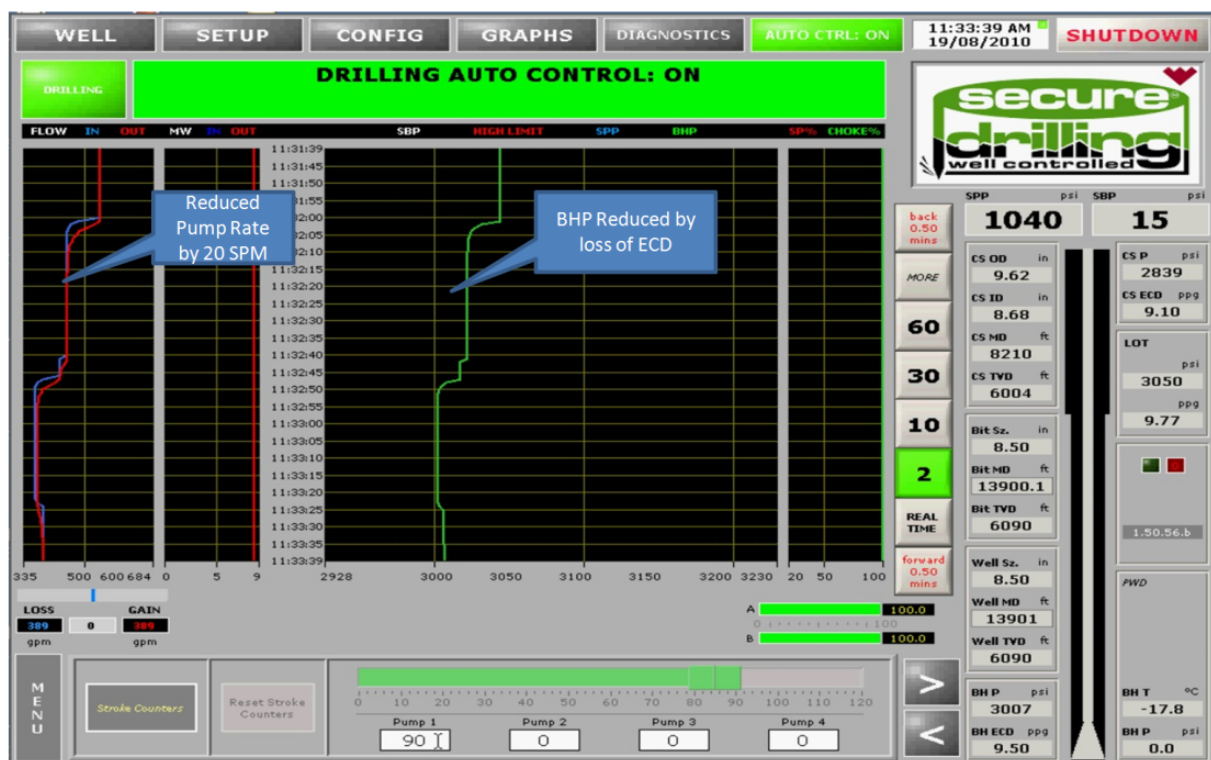 WELL SETUP CONFIG GRAPHS DIAGNOSTICS AUTO CTRL: ON 11:33:39 AM SHUTDOWN
19/08/2010
DRILLING
DRILLING AUTO CONTROL: ON
secure
drilling
well controlled
FLOW IN OUT MW IN OUT SBP HIGH LIMIT SPP BHP SP% CHOKE%
11:31:39
11:31:45
11:31:50
11:31:55
11:32:00
11:32:05
11:32:10
11:32:15
11:32:20
11:32:25
11:32:30
11:32:35
11:32:40
11:32:45
11:32:50
11:32:55
11:33:00
11:33:05
11:33:10
11:33:15
11:33:20
11:33:25
11:33:30
11:33:35
11:33:39
Reduced
Pump Rate
by 20 SPM
BHP Reduced by
loss of ECD
335 500 600 684 0 5 9 2928 3000 3050 3100 3150 3200 3230 20 50 100
back
0.50
mins
MORE
60
30
10
2
REAL
TIME
forward
0.50
mins
SPP psi SBP psi
1040 15
CS OD in
9.62
CS ID in
8.68
CS MD ft
8210
CS TVD ft
6004
Bit Sz. in
8.50
Bit MD ft
13900.1
Bit TVD ft
6090
Well Sz. in
8.50
Well MD ft
13901
Well TVD ft
6090
BH P psi
3007
BH ECD ppg
9.50
CS P psi
2839
CS ECD ppg
9.10
LOT
psi
3050
ppg
9.77
1.50.56.b
PWD
BH T °C
-17.8
BH P psi
0.0
LOSS GAIN
389 0 389
gpm gpm
A 100.0
0 100
B 100.0
MENU
Stroke Counters
Reset Stroke
Counters
0 10 20 30 40 50 60 70 80 90 100 110 120
Pump 1 Pump 2 Pump 3 Pump 4
90 0 0 0
>
<